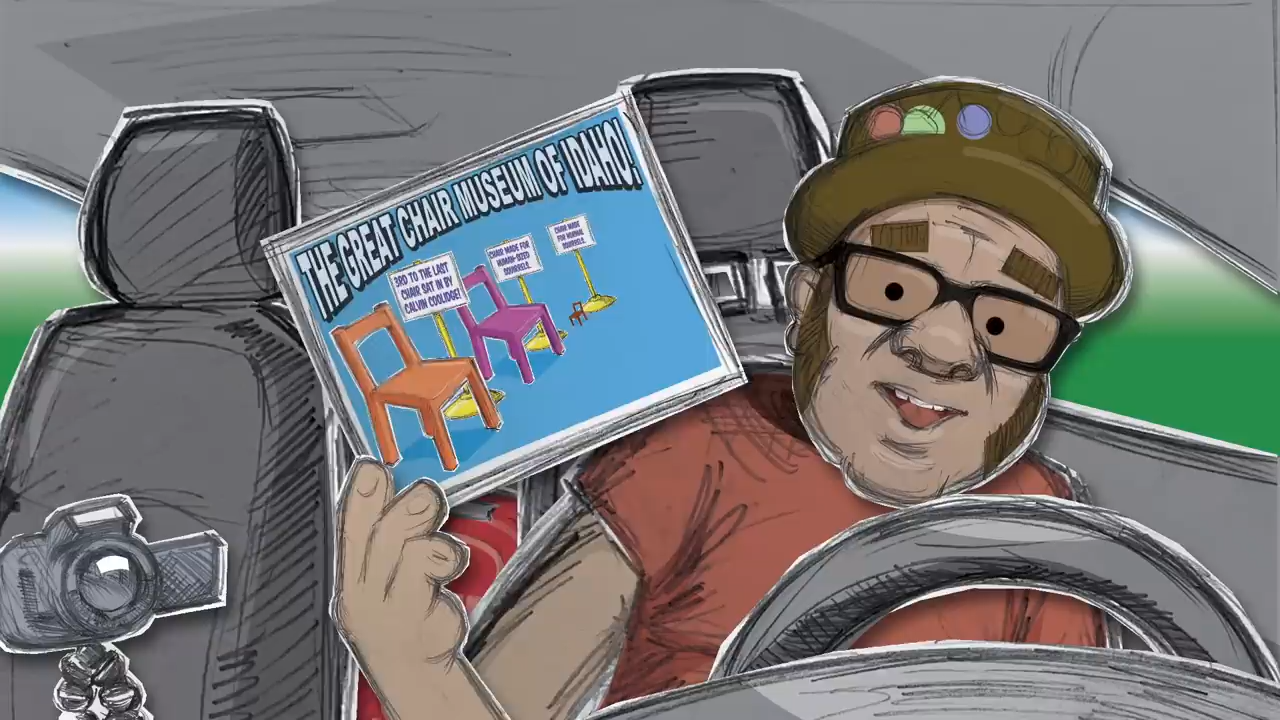 THE GREAT CHAIR MUSEUM OF IDAHO!
3RD TO THE LAST
CHAIR SAT IN BY
CALVIN COOLIDGE!
CHAIR MADE FOR
HUMAN-SIZED
SQUIRRELS.
CHAIR MADE
FOR NORMAL
SQUIRRELS.